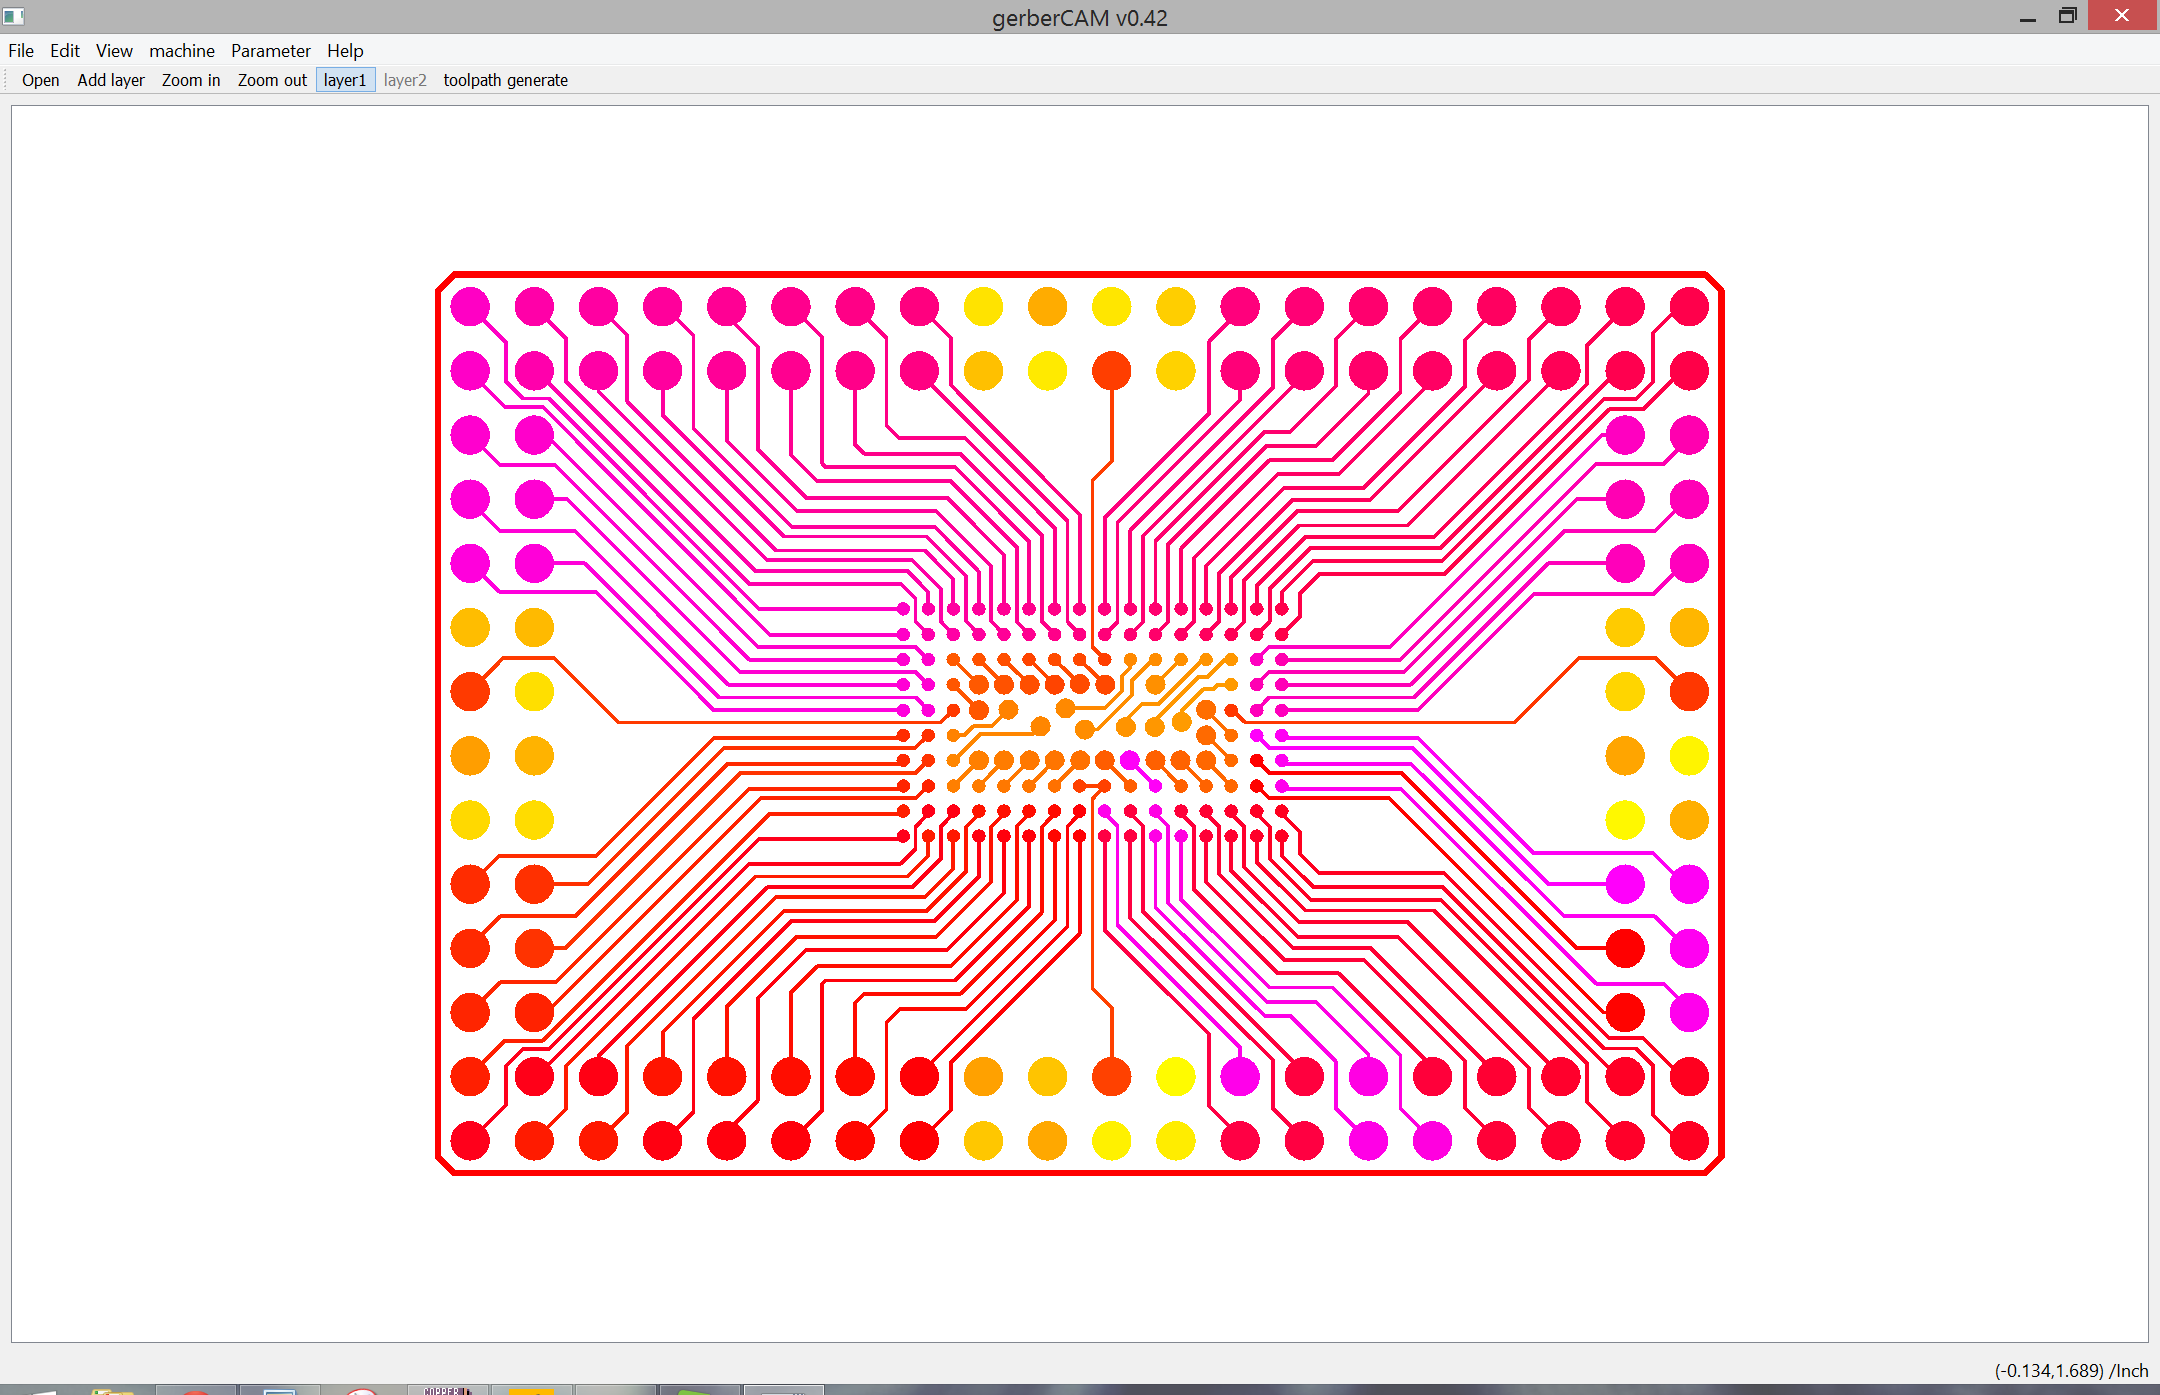 gerberCAM v0.42
File Edit View machine Parameter Help
Open Add layer Zoom in Zoom out layer1 layer2 toolpath generate
(-0.134,1.689) /Inch
COPPER